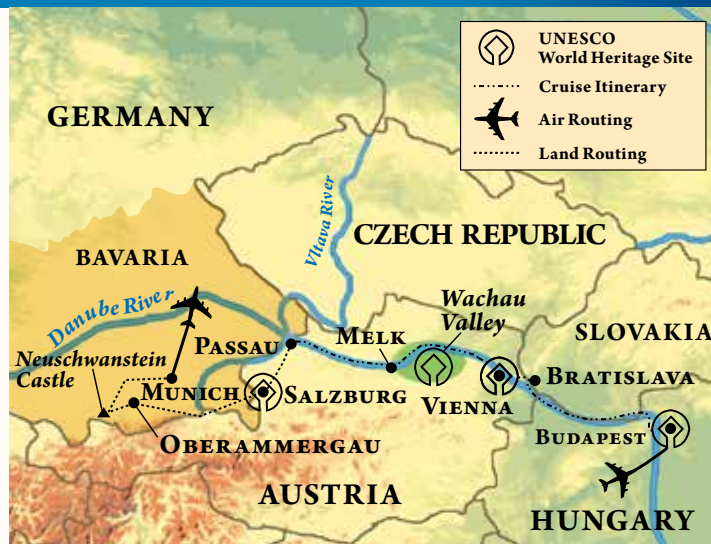 UNESCO
World Heritage Site
Cruise Itinerary
Air Routing
Land Routing
GERMANY
Vltava River
CZECH REPUBLIC
BAVARIA
Danube River
Wachau
Valley
SLOVAKIA
PASSAU
MELK
Neuschwanstein
Castle
MUNICH
SALZBURG
VIENNA
BRATISLAVA
OBERAMMERGAU
BUDAPEST
AUSTRIA
HUNGARY